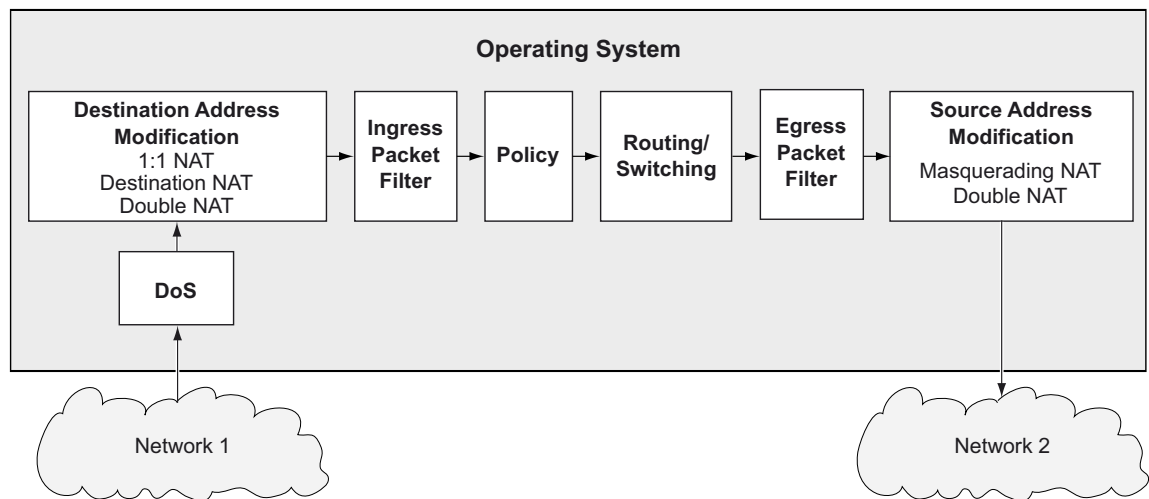 Operating System
Destination Address
Modification
1:1 NAT
Destination NAT
Double NAT
Ingress
Packet
Filter
Policy
Routing/
Switching
Egress
Packet
Filter
Source Address
Modification
Masquerading NAT
Double NAT
DoS
Network 1
Network 2